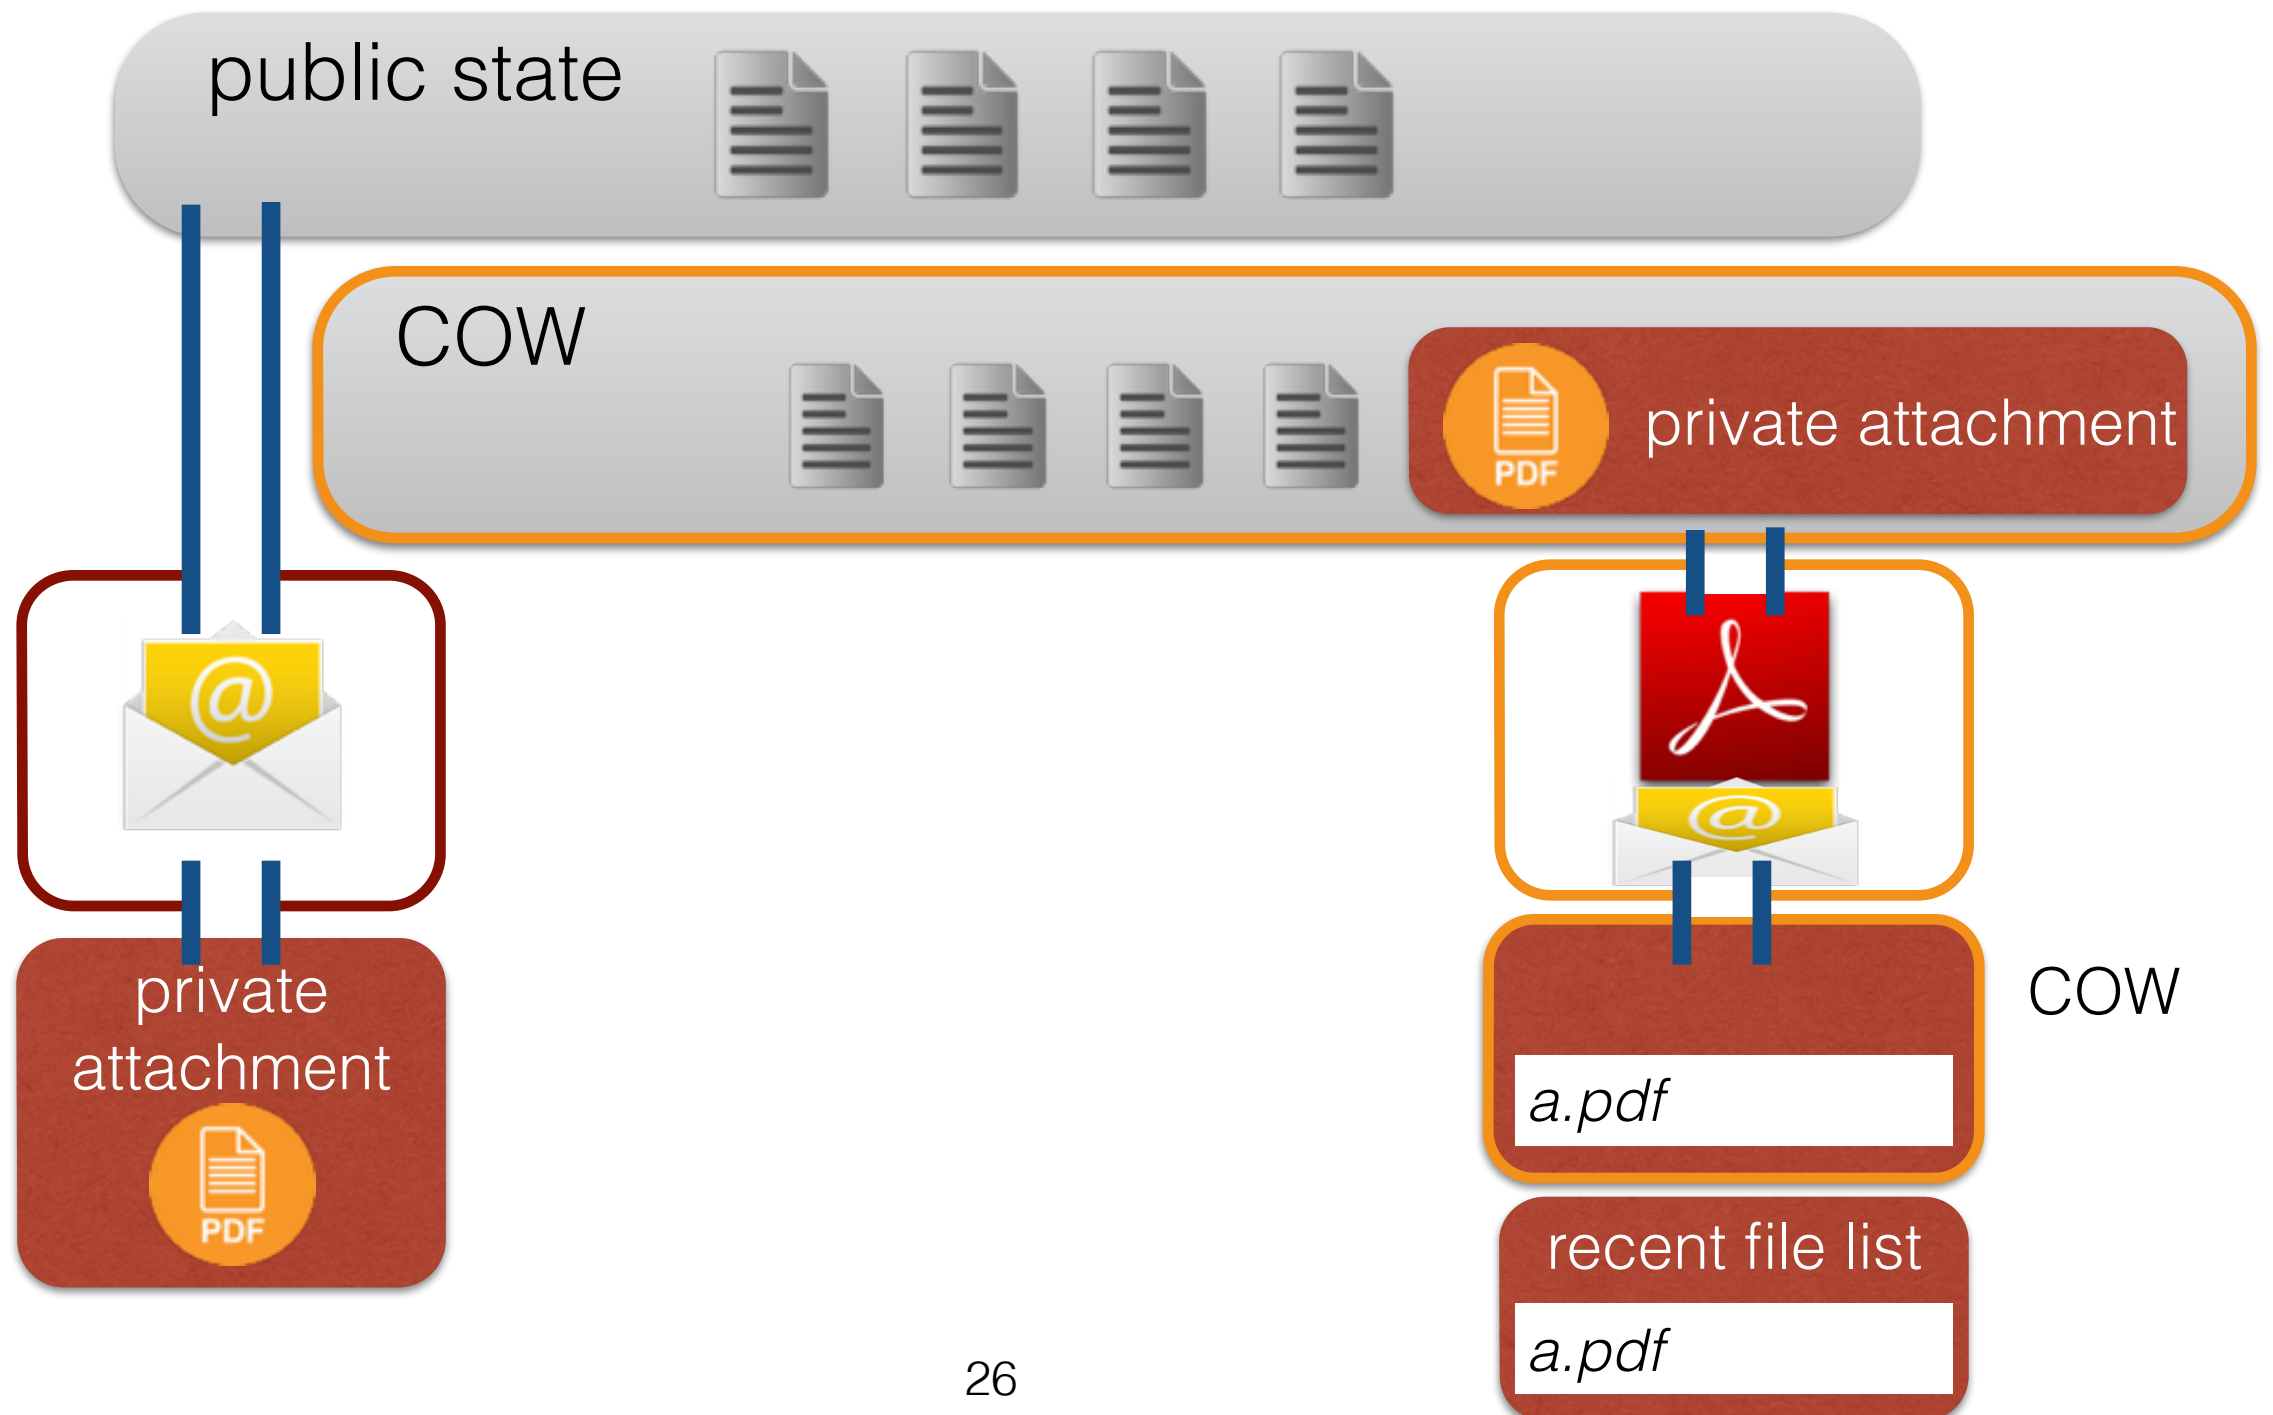 public state
COW
PDF
private attachment
@
@
private
attachment
COW
a.pdf
PDF
recent file list
a.pdf
26